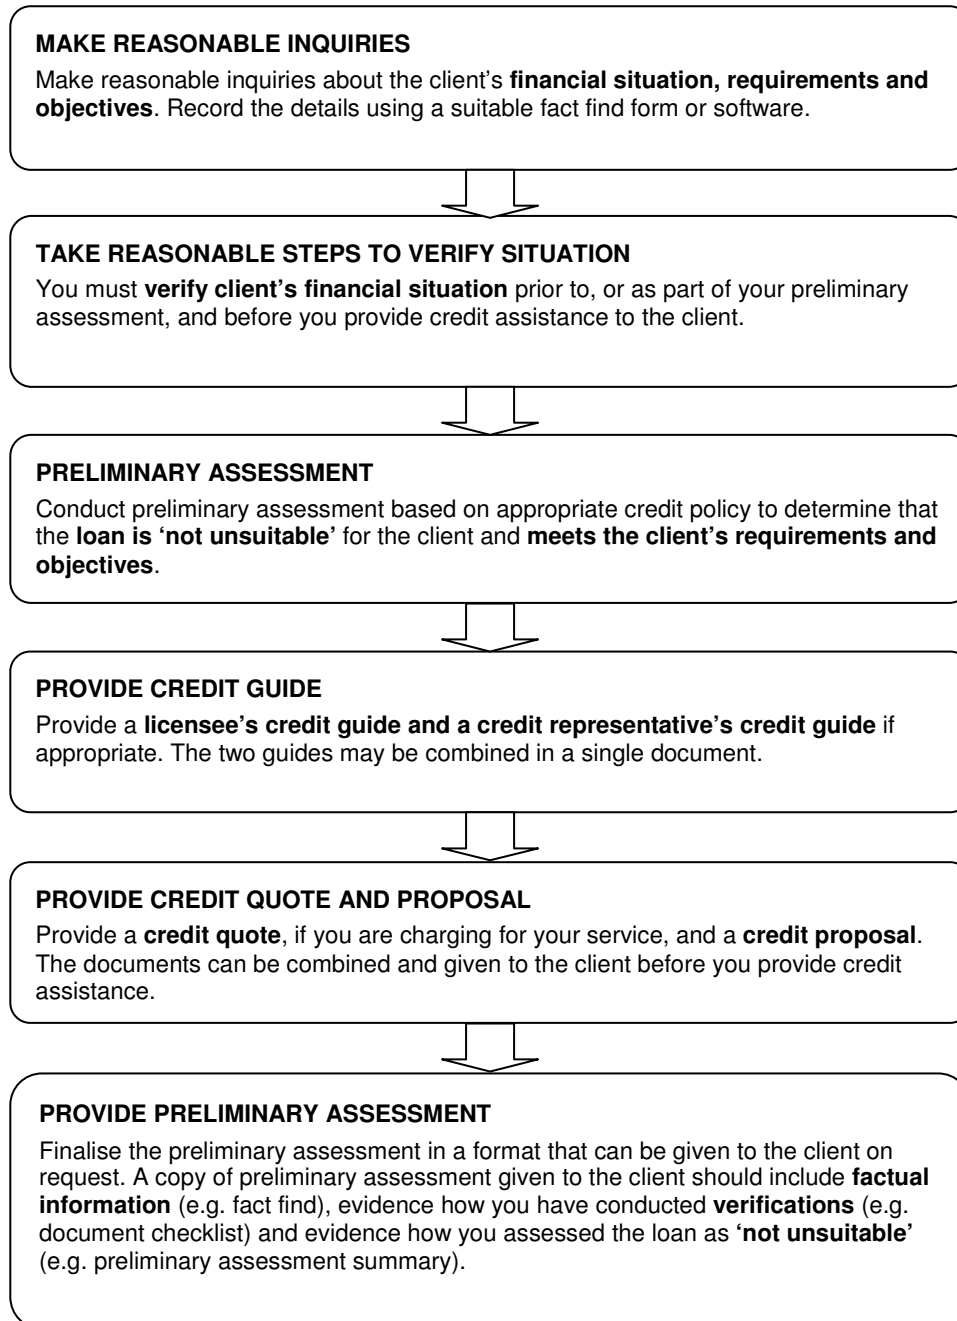 MAKE REASONABLE INQUIRIES
Make reasonable inquiries about the client’s financial situation, requirements and
objectives. Record the details using a suitable fact find form or software.
TAKE REASONABLE STEPS TO VERIFY SITUATION
You must verify client’s financial situation prior to, or as part of your preliminary
assessment, and before you provide credit assistance to the client.
PRELIMINARY ASSESSMENT
Conduct preliminary assessment based on appropriate credit policy to determine that
the loan is ‘not unsuitable’ for the client and meets the client’s requirements and
objectives.
PROVIDE CREDIT GUIDE
Provide a licensee’s credit guide and a credit representative’s credit guide if
appropriate. The two guides may be combined in a single document.
PROVIDE CREDIT QUOTE AND PROPOSAL
Provide a credit quote, if you are charging for your service, and a credit proposal.
The documents can be combined and given to the client before you provide credit
assistance.
PROVIDE PRELIMINARY ASSESSMENT
Finalise the preliminary assessment in a format that can be given to the client on
request. A copy of preliminary assessment given to the client should include factual
information (e.g. fact find), evidence how you have conducted verifications (e.g.
document checklist) and evidence how you assessed the loan as ‘not unsuitable’
(e.g. preliminary assessment summary).